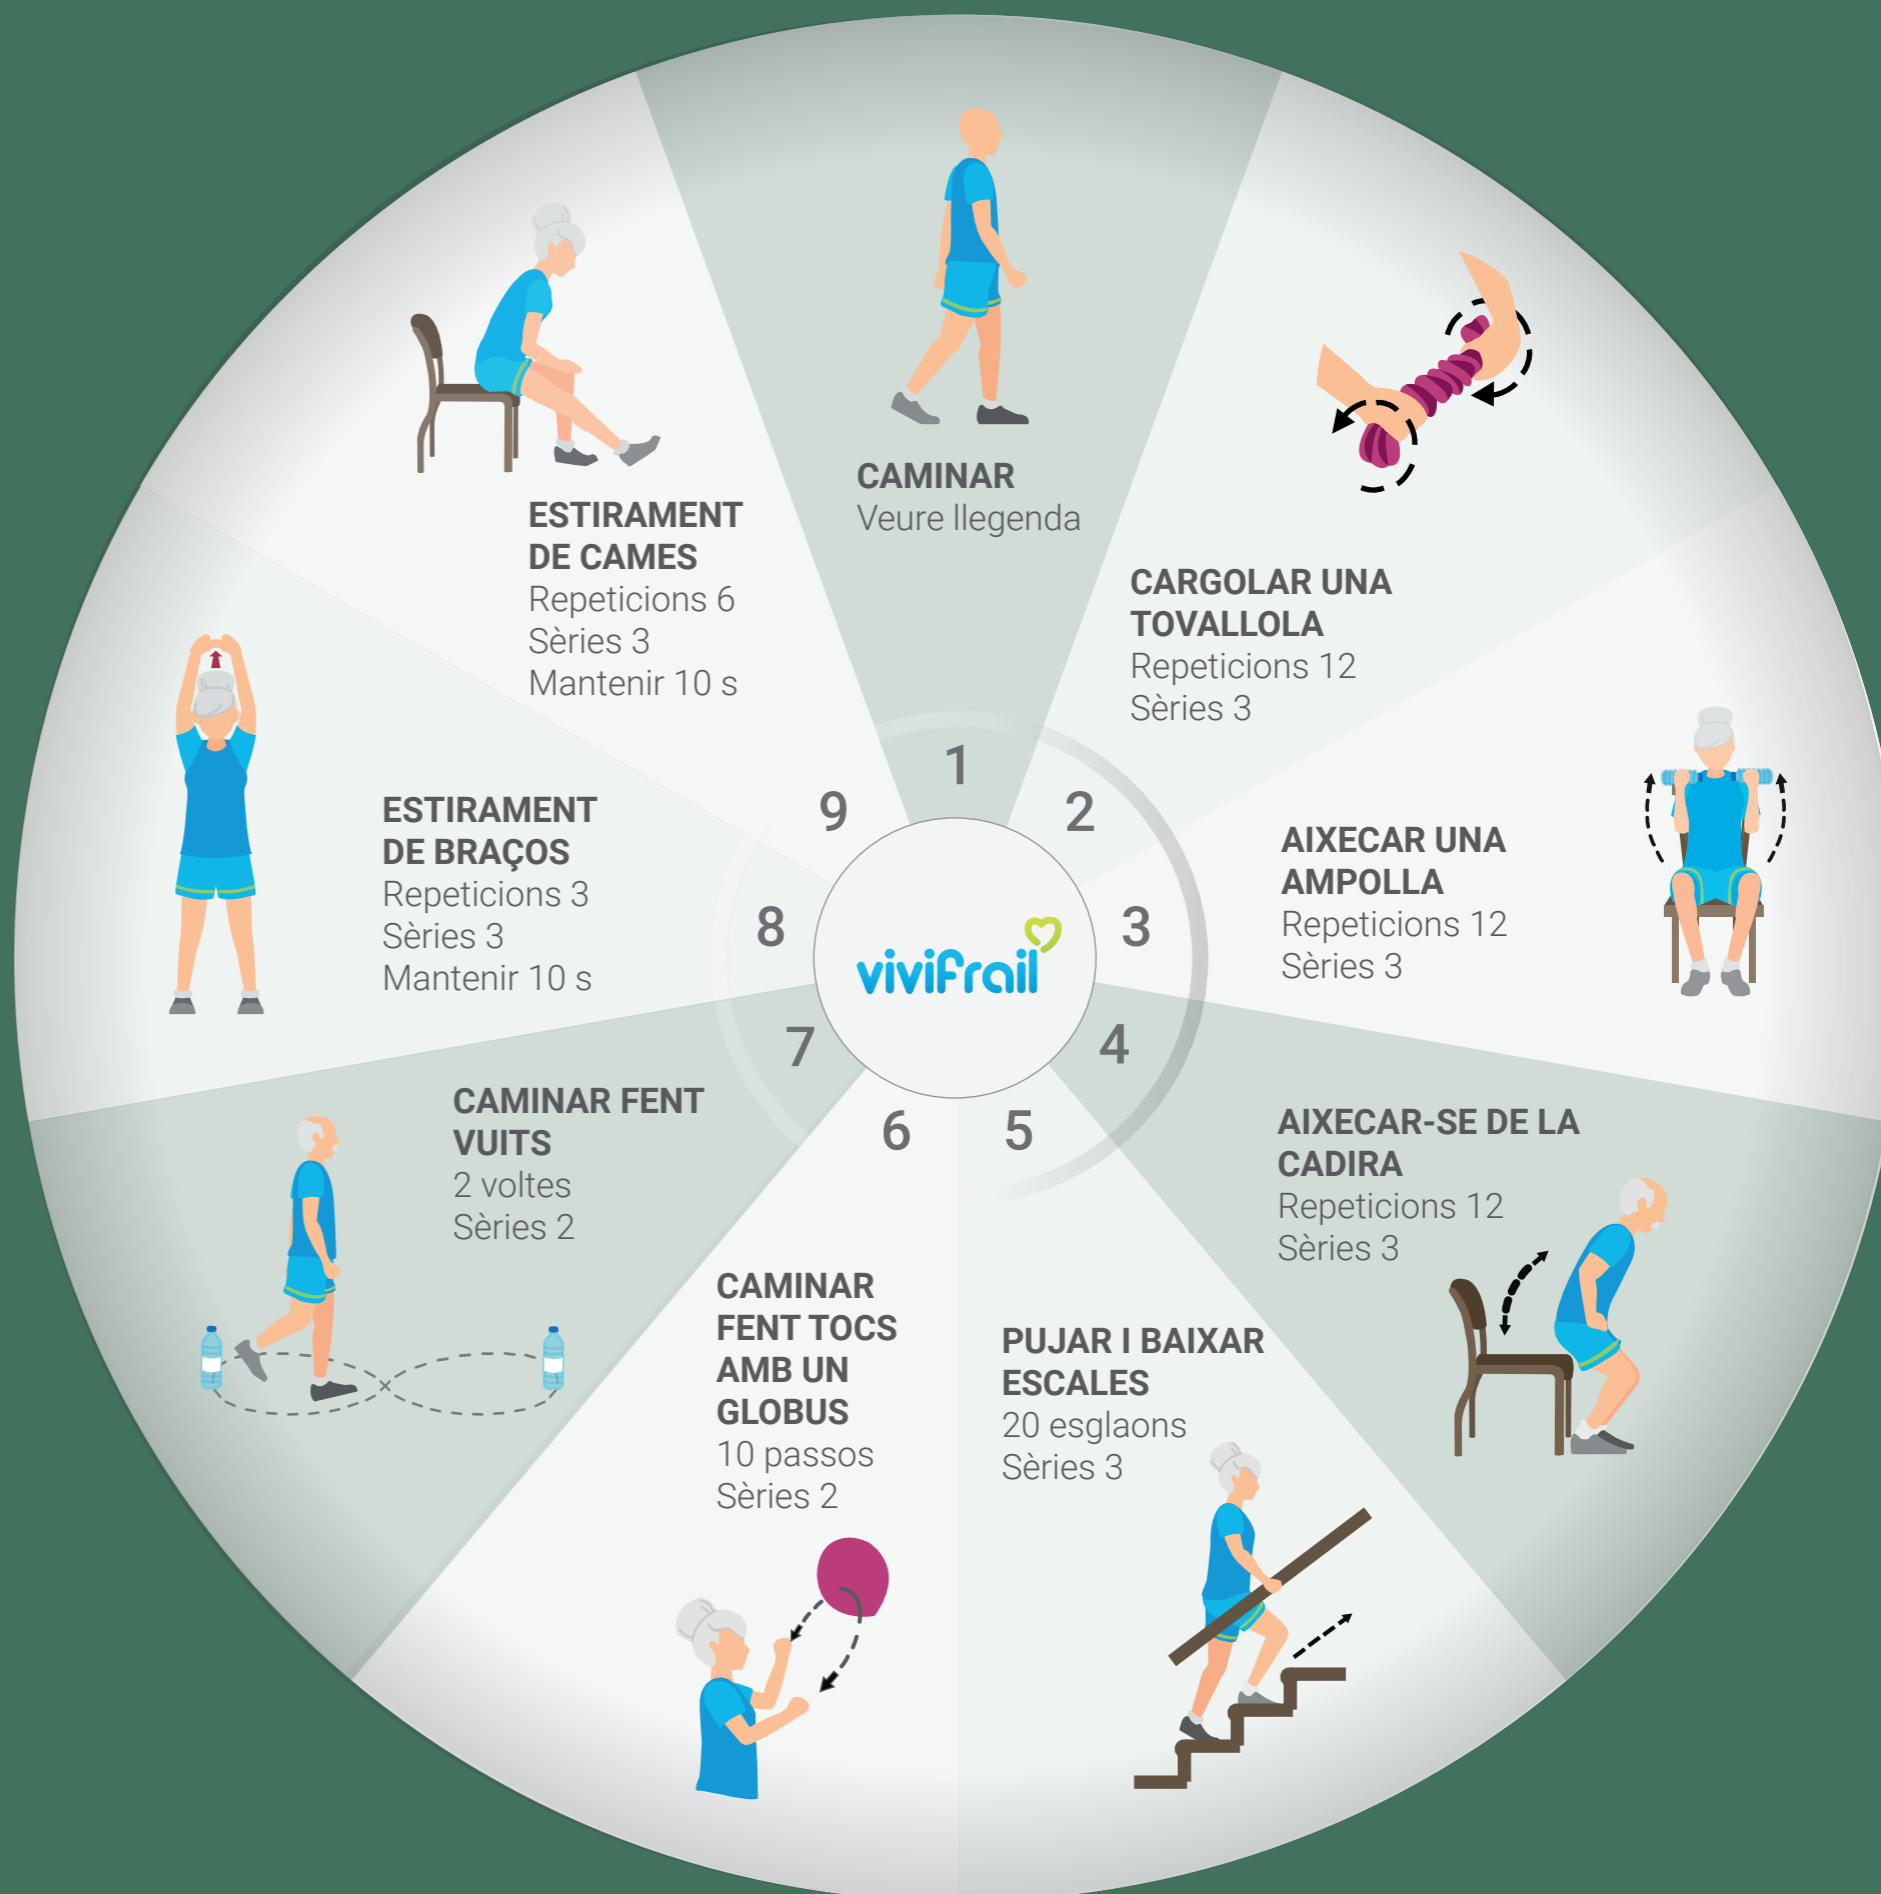 CAMINAR
Veure llegenda
1
CARGOLAR UNA
TOVALLOLA
Repeticions 12
Sèries 3
2
AIXECAR UNA
AMPOLLA
Repeticions 12
Sèries 3
3
AIXECAR-SE DE LA
CADIRA
Repeticions 12
Sèries 3
4
PUJAR I BAIXAR
ESCALES
20 esglaons
Sèries 3
5
CAMINAR
FENT TOCS
AMB UN
GLOBUS
10 passos
Sèries 2
6
CAMINAR FENT
VUITS
2 voltes
Sèries 2
7
ESTIRAMENT
DE BRAÇOS
Repeticions 3
Sèries 3
Mantenir 10 s
8
ESTIRAMENT
DE CAMES
Repeticions 6
Sèries 3
Mantenir 10 s
9
vivifrail